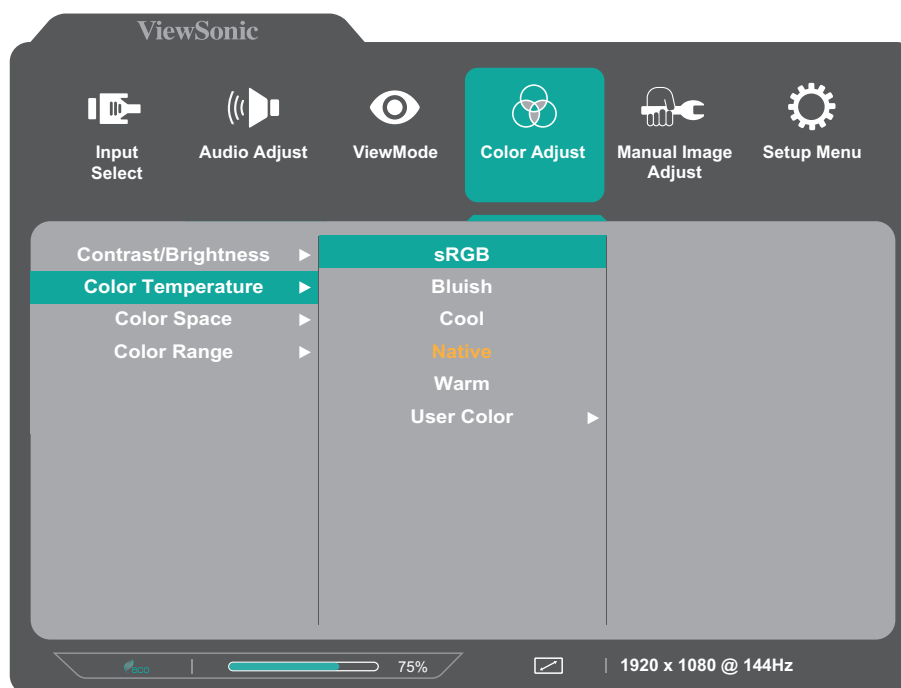 ViewSonic
Input
Select
Audio Adjust
ViewMode
Color Adjust
Manual Image
Adjust
Setup Menu
Contrast/Brightness
Color Temperature
Color Space
Color Range
sRGB
Bluish
Cool
Native
Warm
User Color
eco
75%
1920 x 1080 @ 144Hz